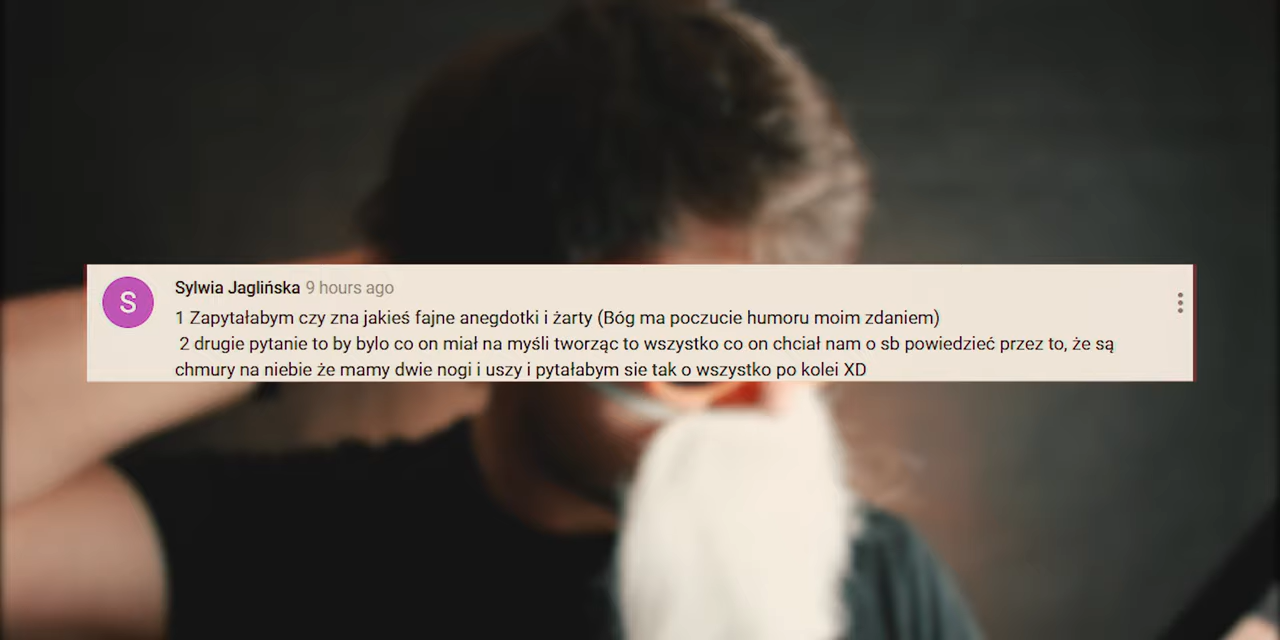 S
Sylwia Jaglińska 9 hours ago
1 Zapytałabym czy zna jakieś fajne anegdotki i żarty (Bóg ma poczucie humoru moim zdaniem)
2 drugie pytanie to by bylo co on miał na myśli tworząc to wszystko co on chciał nam o sb powiedzieć przez to, że są
chmury na niebie że mamy dwie nogi i uszy i pytałabym sie tak o wszystko po kolei XD